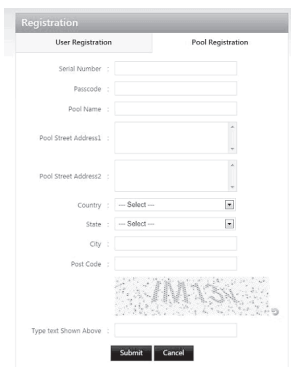 Registration
User Registration Pool Registration
Serial Number :
Passcode :
Pool Name :
Pool Street Address1 :
Pool Street Address2 :
Country : --- Select ---
State : --- Select ---
City :
Post Code :
Type text Shown Above :
Submit Cancel